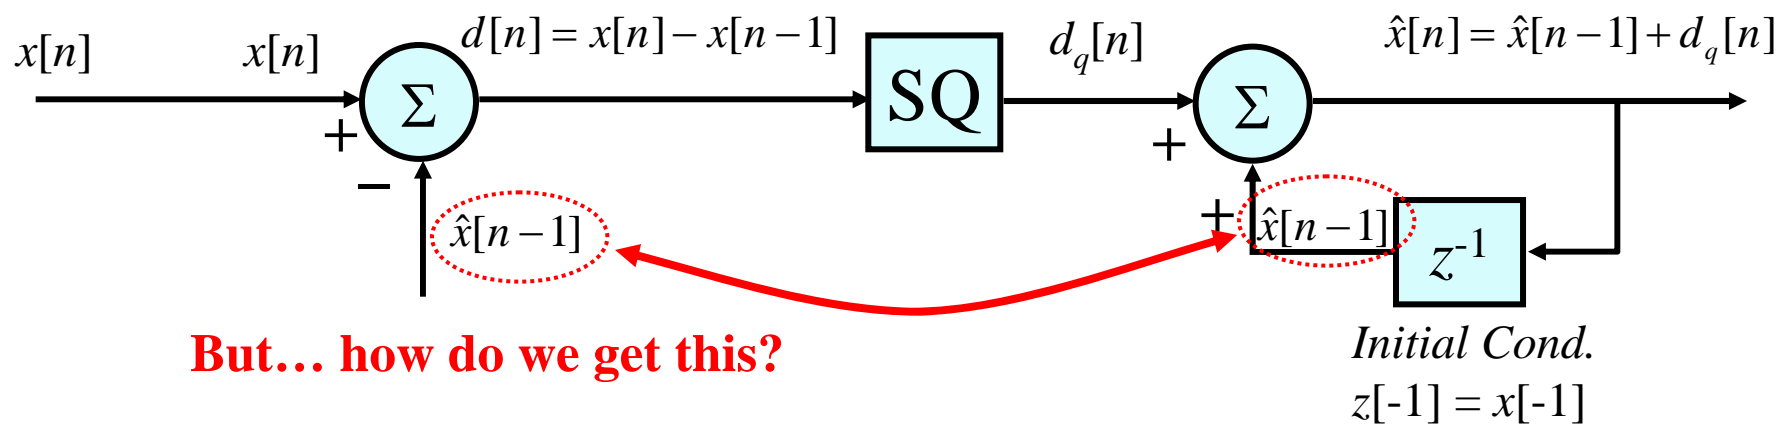 x[n]
x[n]
d[n] = x[n] − x[n − 1]
SQ
d_q[n]
x̂[n] = x̂[n − 1] + d_q[n]
Σ
Σ
+
−
+
+
x̂[n − 1]
x̂[n − 1]
z⁻¹
But… how do we get this?
Initial Cond.
z[-1] = x[-1]